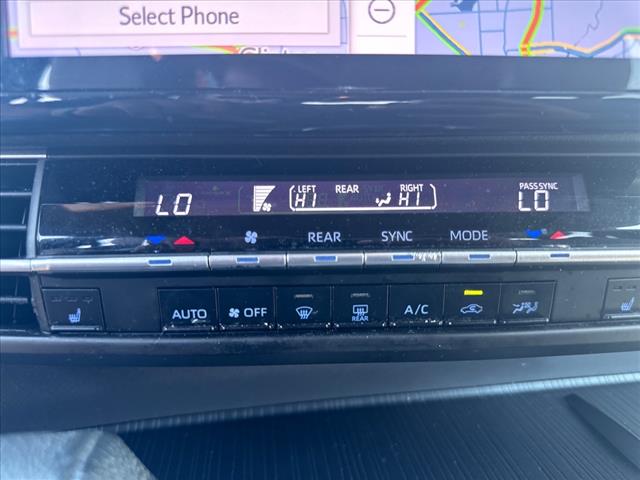 Select Phone
LO
LEFT
HI
REAR
RIGHT
HI
PASS SYNC
LO
REAR
SYNC
MODE
AUTO
OFF
REAR
A/C